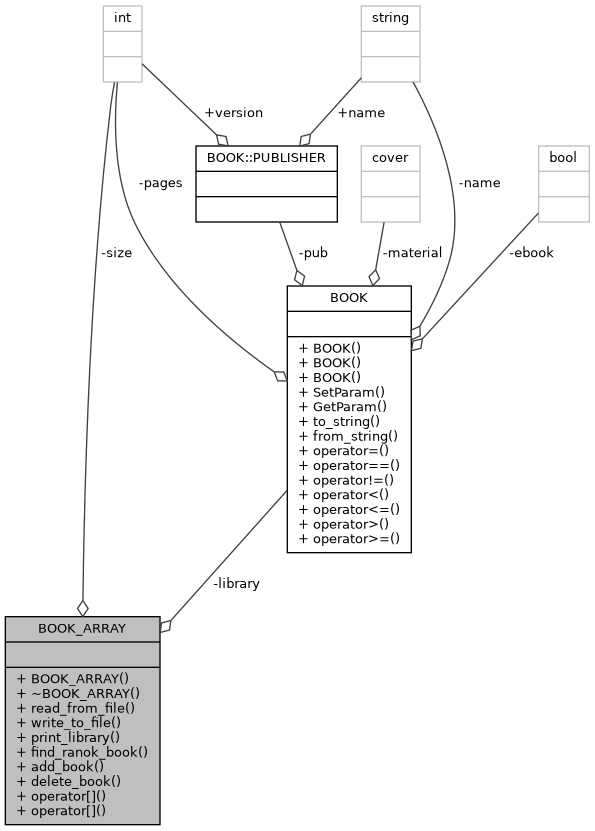 int
string
+version
+name
BOOK::PUBLISHER
cover
bool
-pages
-name
-size
-pub
-material
-ebook
BOOK
+ BOOK()
+ BOOK()
+ BOOK()
+ SetParam()
+ GetParam()
+ to_string()
+ from_string()
+ operator=()
+ operator==()
+ operator!=()
+ operator<()
+ operator<=()
+ operator>()
+ operator>=()
-library
BOOK_ARRAY
+ BOOK_ARRAY()
+ ~BOOK_ARRAY()
+ read_from_file()
+ write_to_file()
+ print_library()
+ find_ranok_book()
+ add_book()
+ delete_book()
+ operator[]()
+ operator[]()